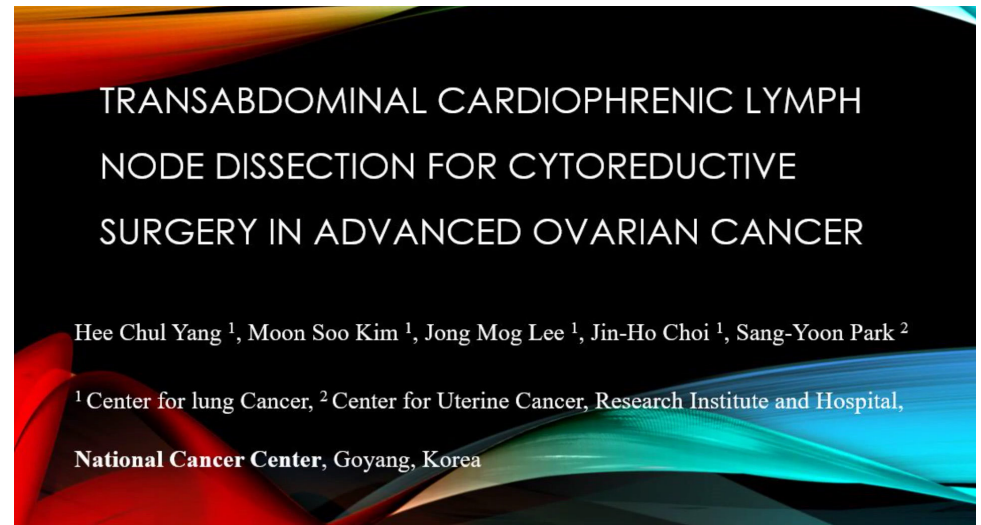 TRANSABDOMINAL CARDIOPHRENIC LYMPH
NODE DISSECTION FOR CYTOREDUCTIVE
SURGERY IN ADVANCED OVARIAN CANCER
Hee Chul Yang ¹, Moon Soo Kim ¹, Jong Mog Lee ¹, Jin-Ho Choi ¹, Sang-Yoon Park ²
¹ Center for lung Cancer, ² Center for Uterine Cancer, Research Institute and Hospital,
National Cancer Center, Goyang, Korea